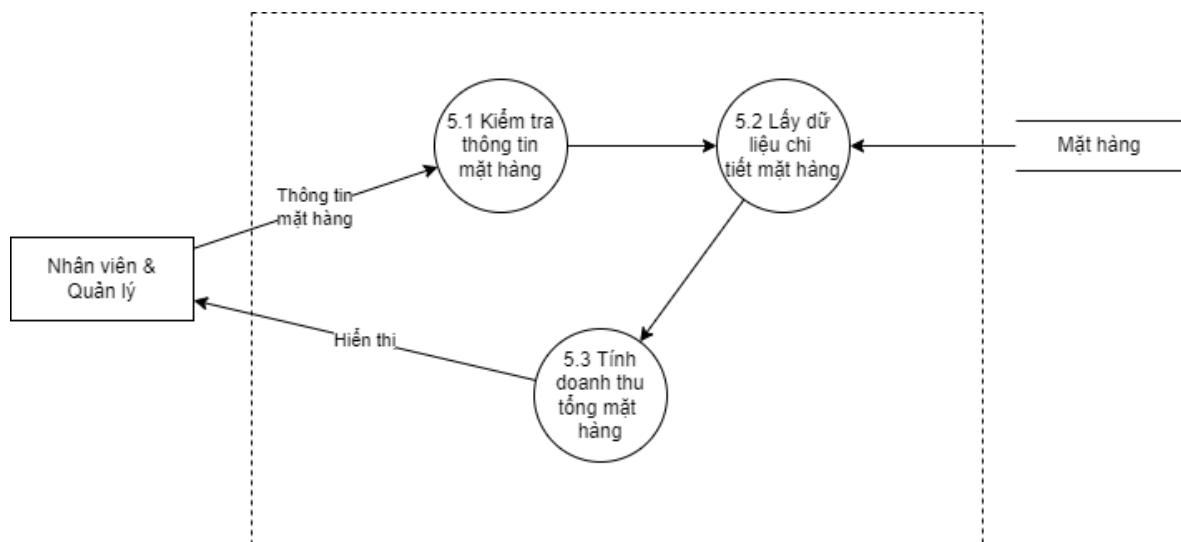 5.1 Kiểm tra
thông tin
mặt hàng
5.2 Lấy dữ
liệu chi
tiết mặt hàng
Mặt hàng
Thông tin
mặt hàng
Nhân viên &
Quản lý
Hiển thị
5.3 Tính
doanh thu
tổng mặt
hàng